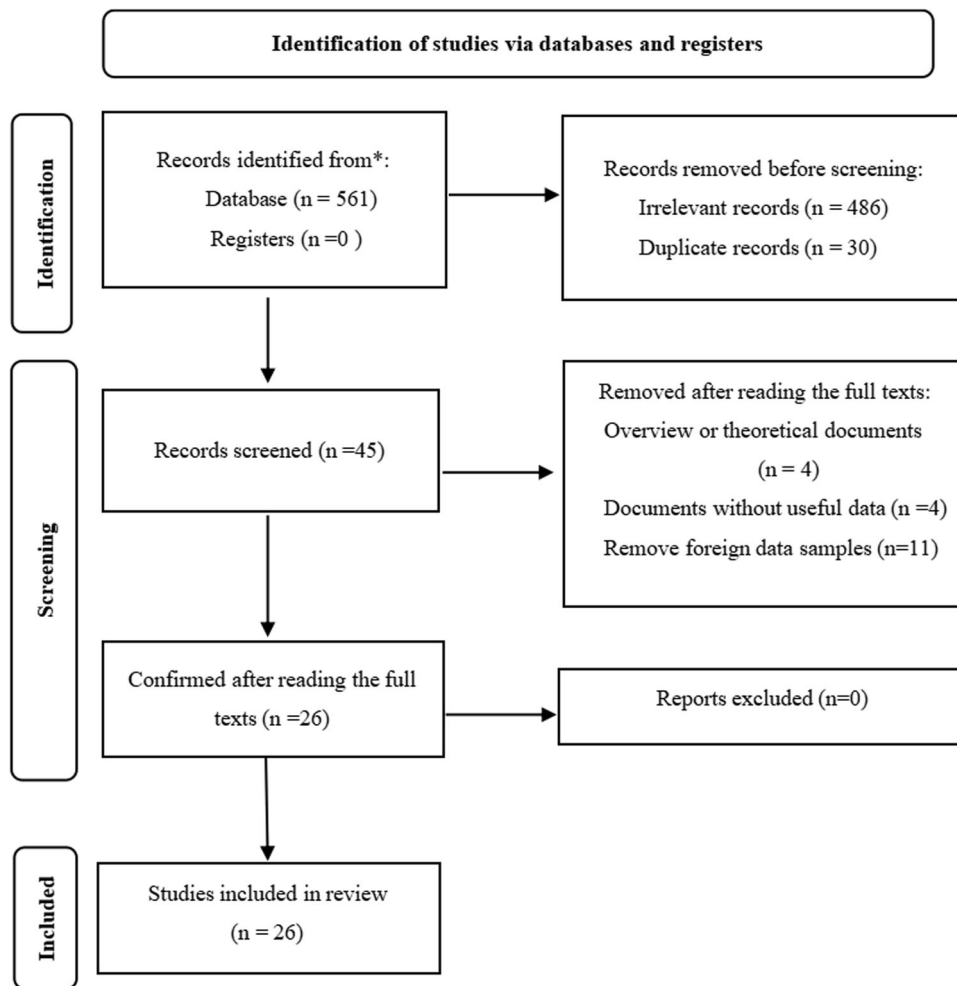 Identification of studies via databases and registers
Identification
Records identified from*:
Database (n = 561)
Registers (n =0 )
Records removed before screening:
Irrelevant records (n = 486)
Duplicate records (n = 30)
Screening
Records screened (n =45)
Removed after reading the full texts:
Overview or theoretical documents
(n = 4)
Documents without useful data (n =4)
Remove foreign data samples (n=11)
Confirmed after reading the full
texts (n =26)
Reports excluded (n=0)
Included
Studies included in review
(n = 26)